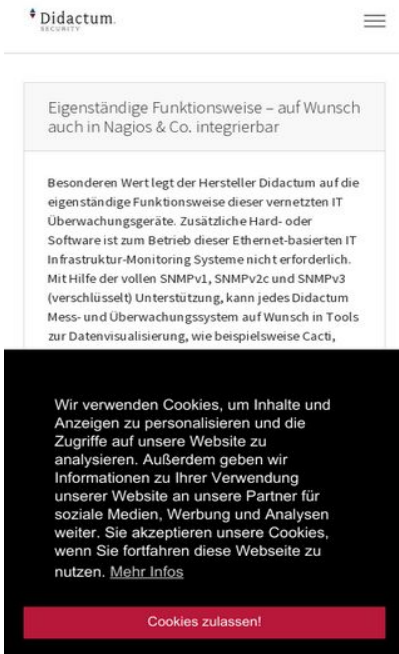 Didactum
SECURITY
Eigenständige Funktionsweise – auf Wunsch
auch in Nagios & Co. integrierbar
Besonderen Wert legt der Hersteller Didactum auf die
eigenständige Funktionsweise dieser vernetzten IT
Überwachungsgeräte. Zusätzliche Hard- oder
Software ist zum Betrieb dieser Ethernet-basierten IT
Infrastruktur-Monitoring Systeme nicht erforderlich.
Mit Hilfe der vollen SNMPv1, SNMPv2c und SNMPv3
(verschlüsselt) Unterstützung, kann jedes Didactum
Mess- und Überwachungssystem auf Wunsch in Tools
zur Datenvisualisierung, wie beispielsweise Cacti,
Wir verwenden Cookies, um Inhalte und
Anzeigen zu personalisieren und die
Zugriffe auf unsere Website zu
analysieren. Außerdem geben wir
Informationen zu Ihrer Verwendung
unserer Website an unsere Partner für
soziale Medien, Werbung und Analysen
weiter. Sie akzeptieren unsere Cookies,
wenn Sie fortfahren diese Webseite zu
nutzen. Mehr Infos
Cookies zulassen!